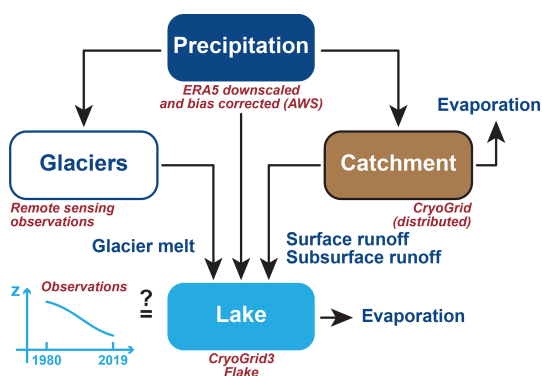 Precipitation
ERA5 downscaled
and bias corrected (AWS)
Evaporation
Glaciers
Catchment
Remote sensing
observations
CryoGrid
(distributed)
Glacier melt
Surface runoff
Subsurface runoff
z
Observations
?
=
Lake
Evaporation
1980
2019
CryoGrid3
Flake